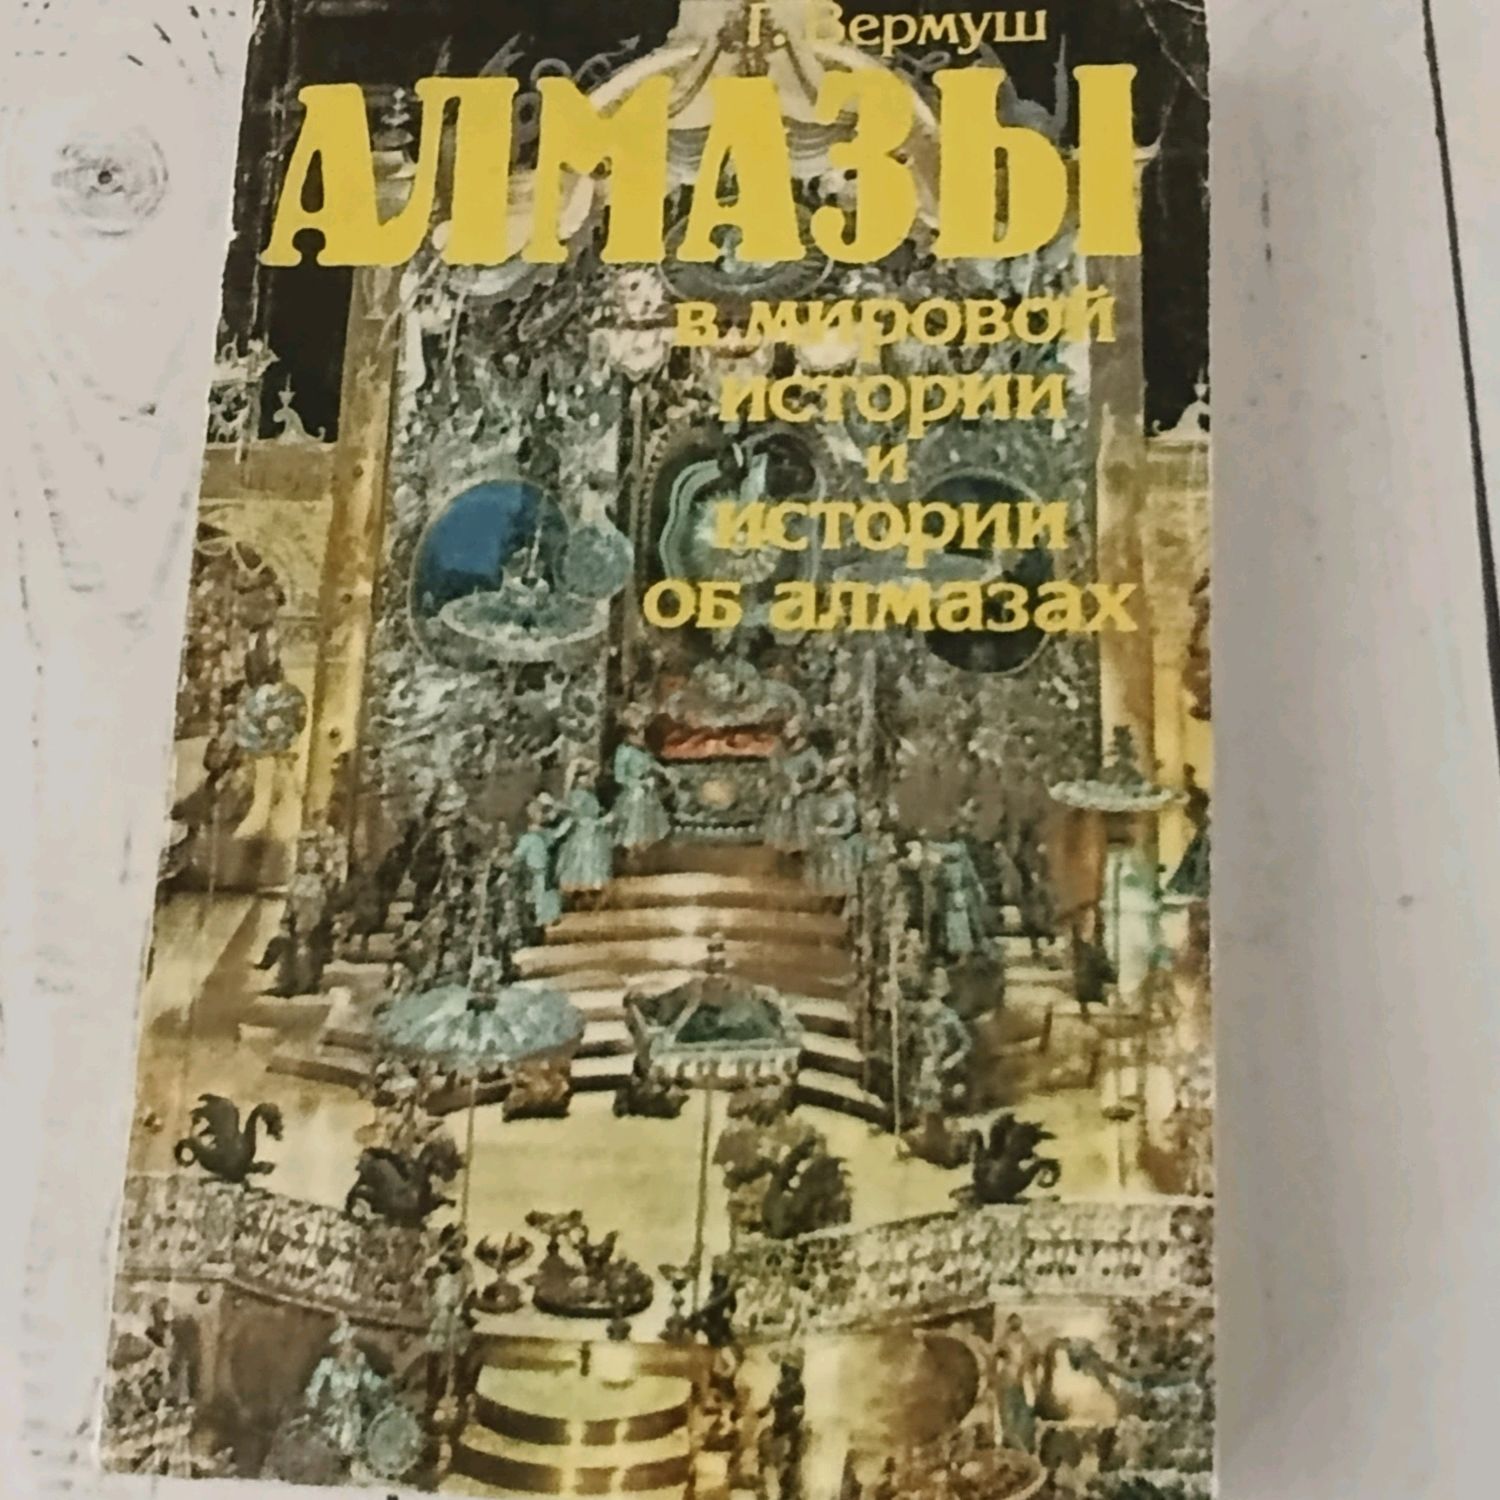 Г. Вермуш
АЛМАЗЫ
в мировой
истории
и
истории
об алмазах